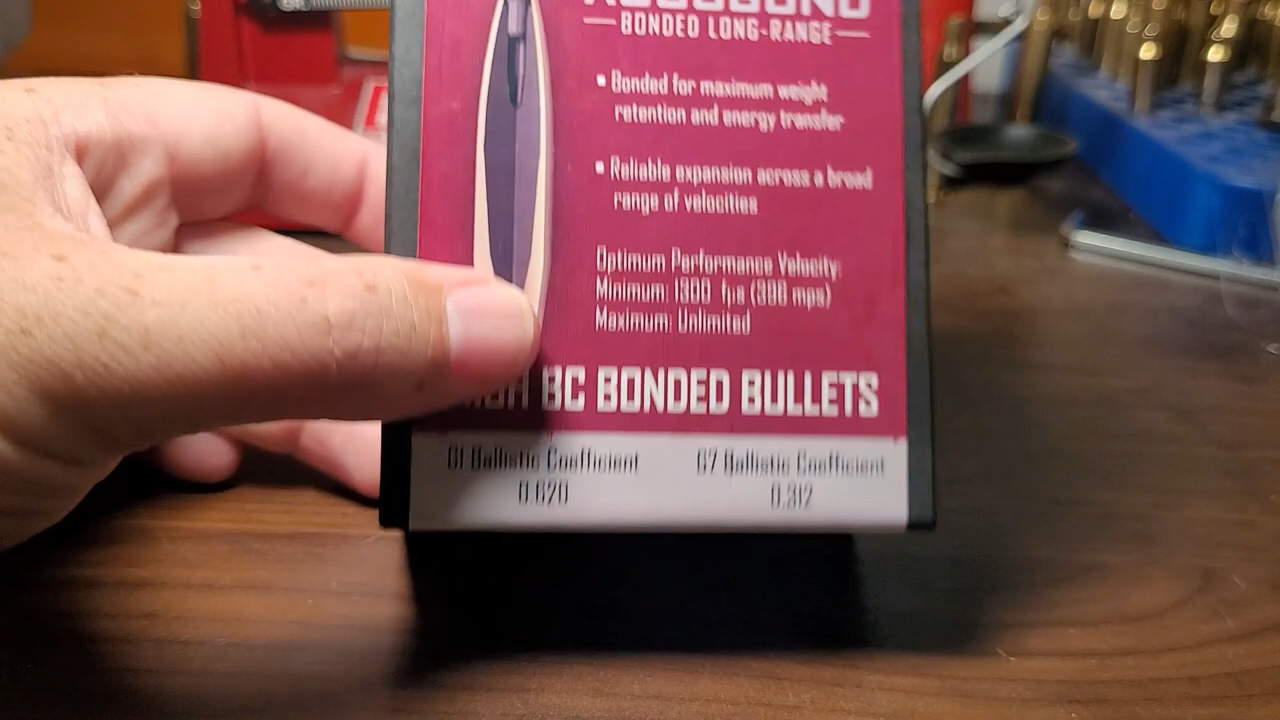 BONDED LONG-RANGE
▪ Bonded for maximum weight
retention and energy transfer
▪ Reliable expansion across a broad
range of velocities
Optimum Performance Velocity:
Minimum: 1300 fps (396 mps)
Maximum: Unlimited
BC BONDED BULLETS
G1 Ballistic Coefficient
0.620
G7 Ballistic Coefficient
0.312